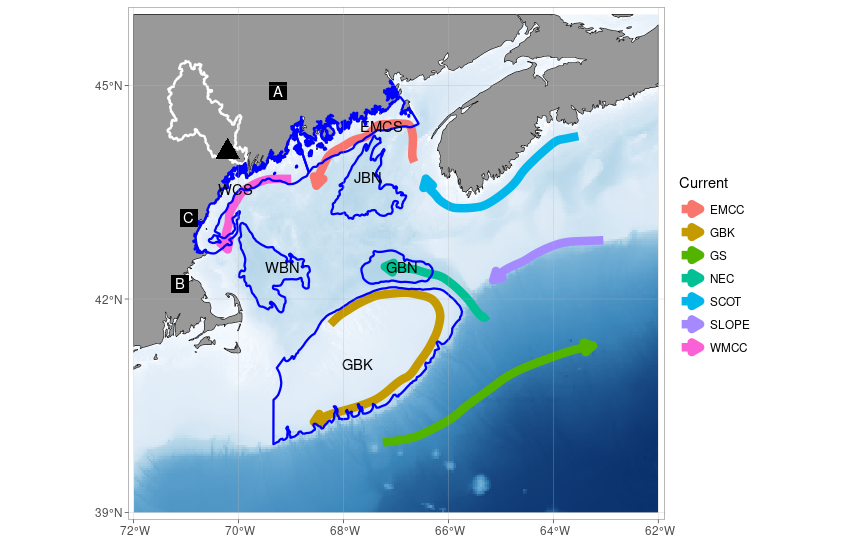 45°N
42°N
39°N
72°W 70°W 68°W 66°W 64°W 62°W
A
EMCS
JBN
WCS
C
WBN
GBN
B
GBK
Current
EMCC
GBK
GS
NEC
SCOT
SLOPE
WMCC